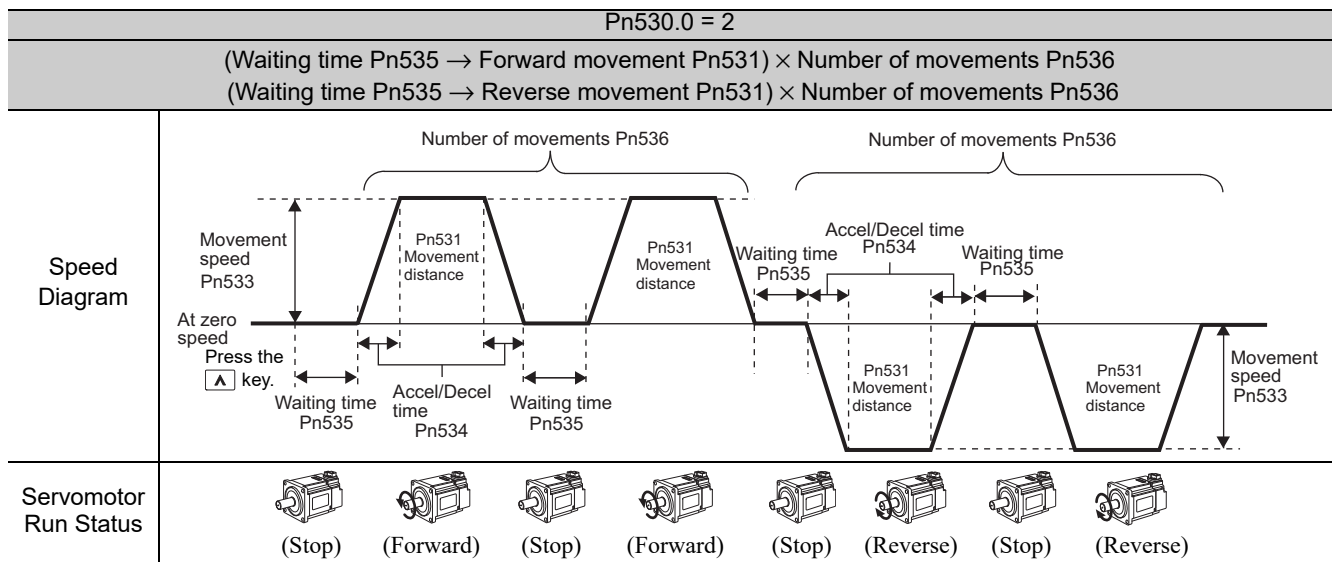 Pn530.0 = 2
(Waiting time Pn535 → Forward movement Pn531) × Number of movements Pn536
(Waiting time Pn535 → Reverse movement Pn531) × Number of movements Pn536
Speed
Diagram
Number of movements Pn536
Number of movements Pn536
Movement
speed
Pn533
Pn531
Movement
distance
Pn531
Movement
distance
Waiting time
Pn535
Accel/Decel time
Pn534
Waiting time
Pn535
At zero
speed
Press the
∧ key.
Waiting time
Pn535
Accel/Decel
time
Pn534
Waiting time
Pn535
Pn531
Movement
distance
Pn531
Movement
distance
Movement
speed
Pn533
Servomotor
Run Status
(Stop) (Forward) (Stop) (Forward) (Stop) (Reverse) (Stop) (Reverse)